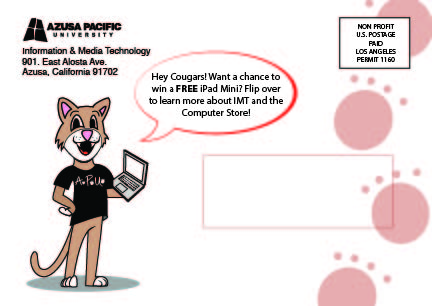 AZUSA PACIFIC
UNIVERSITY
Information & Media Technology
901. East Alosta Ave.
Azusa, California 91702
NON PROFIT
U.S. POSTAGE
PAID
LOS ANGELES
PERMIT 1160
Hey Cougars! Want a chance to
win a FREE iPad Mini? Flip over
to learn more about IMT and the
Computer Store!
A.P.U.